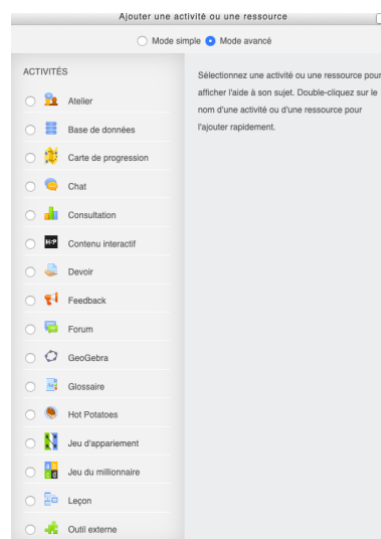 Ajouter une activité ou une ressource
Mode simple Mode avancé
ACTIVITÉS
Atelier
Base de données
Carte de progression
Chat
Consultation
H-P Contenu interactif
Devoir
Feedback
Forum
GeoGebra
Glossaire
Hot Potatoes
Jeu d'appariement
Jeu du millionnaire
Leçon
Outil externe
Sélectionnez une activité ou une ressource pour
afficher l'aide à son sujet. Double-cliquez sur le
nom d'une activité ou d'une ressource pour
l'ajouter rapidement.